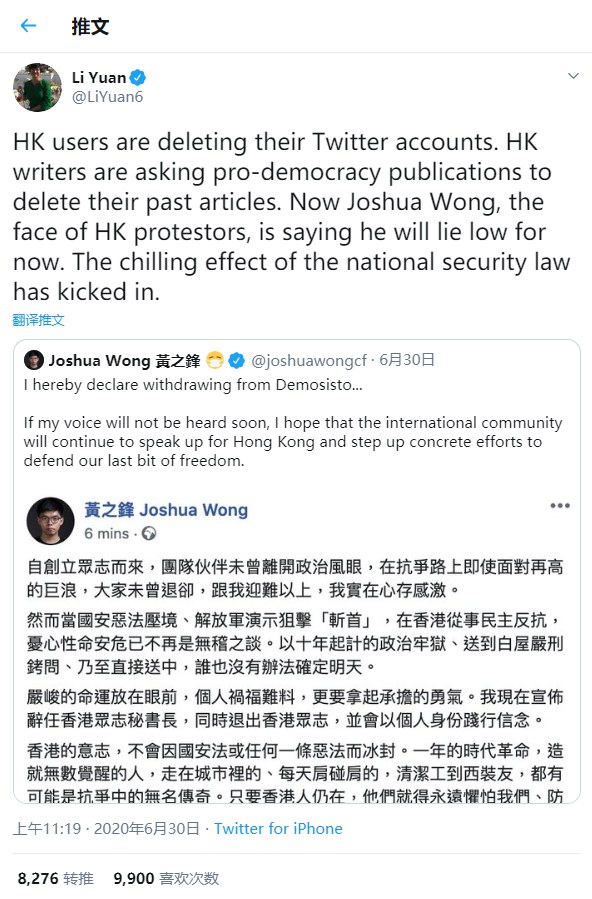 推文
Li Yuan
@LiYuan6
HK users are deleting their Twitter accounts. HK
writers are asking pro-democracy publications to
delete their past articles. Now Joshua Wong, the
face of HK protestors, is saying he will lie low for
now. The chilling effect of the national security law
has kicked in.
翻译推文
Joshua Wong 黃之鋒 😷 @joshuawongcf · 6月30日
I hereby declare withdrawing from Demosisto...
If my voice will not be heard soon, I hope that the international community
will continue to speak up for Hong Kong and step up concrete efforts to
defend our last bit of freedom.
黃之鋒 Joshua Wong
6 mins ·
自創立眾志而來，團隊伙伴未曾離開政治風眼，在抗爭路上即使面對再高
的巨浪，大家未曾退卻，跟我迎難以上，我實在心存感激。
然而當國安惡法壓境、解放軍演示狙擊「斬首」，在香港從事民主反抗，
憂心性命安危已不再是無稽之談。以十年起計的政治牢獄、送到白屋嚴刑
銬問、乃至直接送中，誰也沒有辦法確定明天。
嚴峻的命運放在眼前，個人禍福難料，更要拿起承擔的勇氣。我現在宣佈
辭任香港眾志秘書長，同時退出香港眾志，並會以個人身份踐行信念。
香港的意志，不會因國安法或任何一條惡法而冰封。一年的時代革命，造
就無數覺醒的人，走在城市裡的、每天肩碰肩的，清潔工到西裝友，都有
可能是抗爭中的無名傳奇。只要香港人仍在，他們就得永遠懼怕我們、防
上午11:19 · 2020年6月30日 · Twitter for iPhone
8,276 转推 9,900 喜欢次数